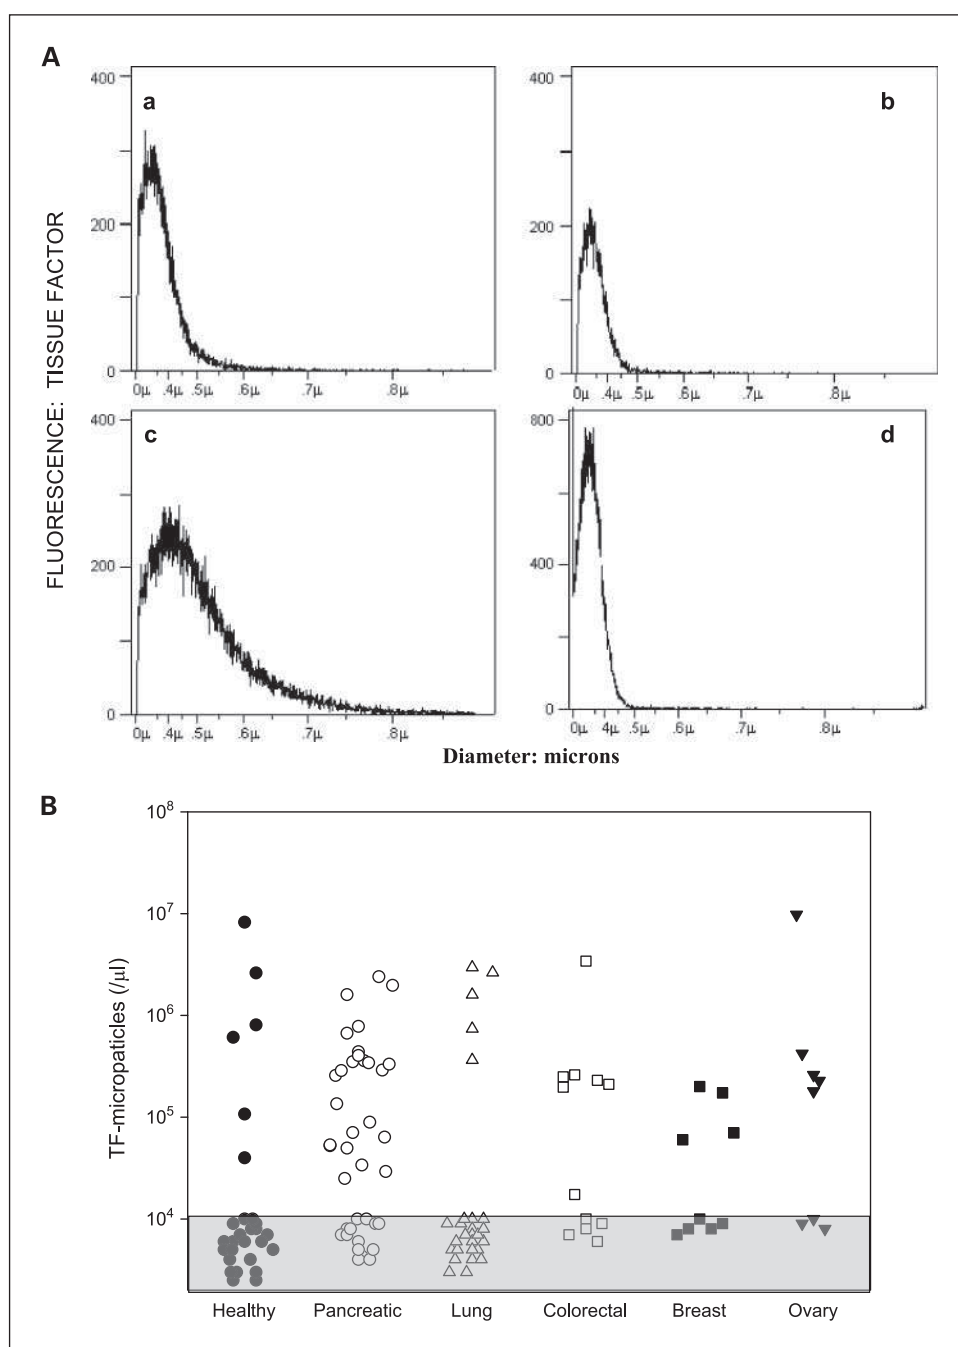 A
FLUORESCENCE: TISSUE FACTOR
a
400
200
0
0µ .4µ .5µ .6µ .7µ .8µ
b
400
200
0
0µ .4µ .5µ .6µ .7µ .8µ
c
400
200
0
0µ .4µ .5µ .6µ .7µ .8µ
d
800
400
0
0µ .4µ .5µ .6µ .7µ .8µ
Diameter: microns
B
TF-micropaticles (/µl)
10⁸
10⁷
10⁶
10⁵
10⁴
Healthy Pancreatic Lung Colorectal Breast Ovary